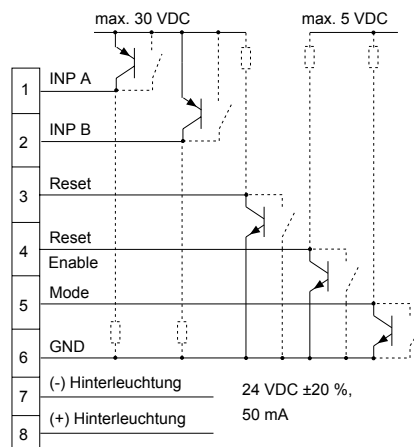 max. 30 VDC
max. 5 VDC
1
INP A
2
INP B
3
Reset
4
Reset
Enable
5
Mode
6
GND
7
(-) Hinterleuchtung
24 VDC ±20 %,
50 mA
8
(+) Hinterleuchtung